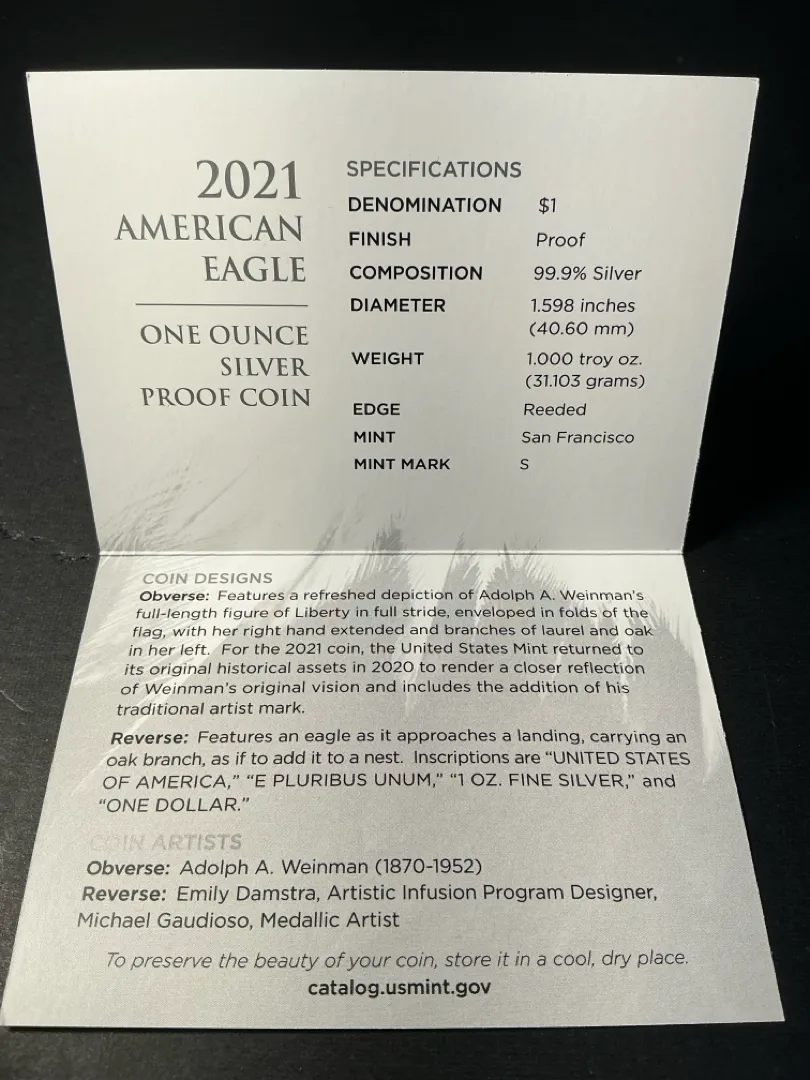 2021
AMERICAN
EAGLE
ONE OUNCE
SILVER
PROOF COIN
SPECIFICATIONS
DENOMINATION $1
FINISH Proof
COMPOSITION 99.9% Silver
DIAMETER 1.598 inches
(40.60 mm)
WEIGHT 1.000 troy oz.
(31.103 grams)
EDGE Reeded
MINT San Francisco
MINT MARK S
COIN DESIGNS
Obverse: Features a refreshed depiction of Adolph A. Weinman's
full-length figure of Liberty in full stride, enveloped in folds of the
flag, with her right hand extended and branches of laurel and oak
in her left. For the 2021 coin, the United States Mint returned to
its original historical assets in 2020 to render a closer reflection
of Weinman's original vision and includes the addition of his
traditional artist mark.
Reverse: Features an eagle as it approaches a landing, carrying an
oak branch, as if to add it to a nest. Inscriptions are “UNITED STATES
OF AMERICA,” “E PLURIBUS UNUM,” “1 OZ. FINE SILVER,” and
“ONE DOLLAR.”
COIN ARTISTS
Obverse: Adolph A. Weinman (1870-1952)
Reverse: Emily Damstra, Artistic Infusion Program Designer,
Michael Gaudioso, Medallic Artist
To preserve the beauty of your coin, store it in a cool, dry place.
catalog.usmint.gov